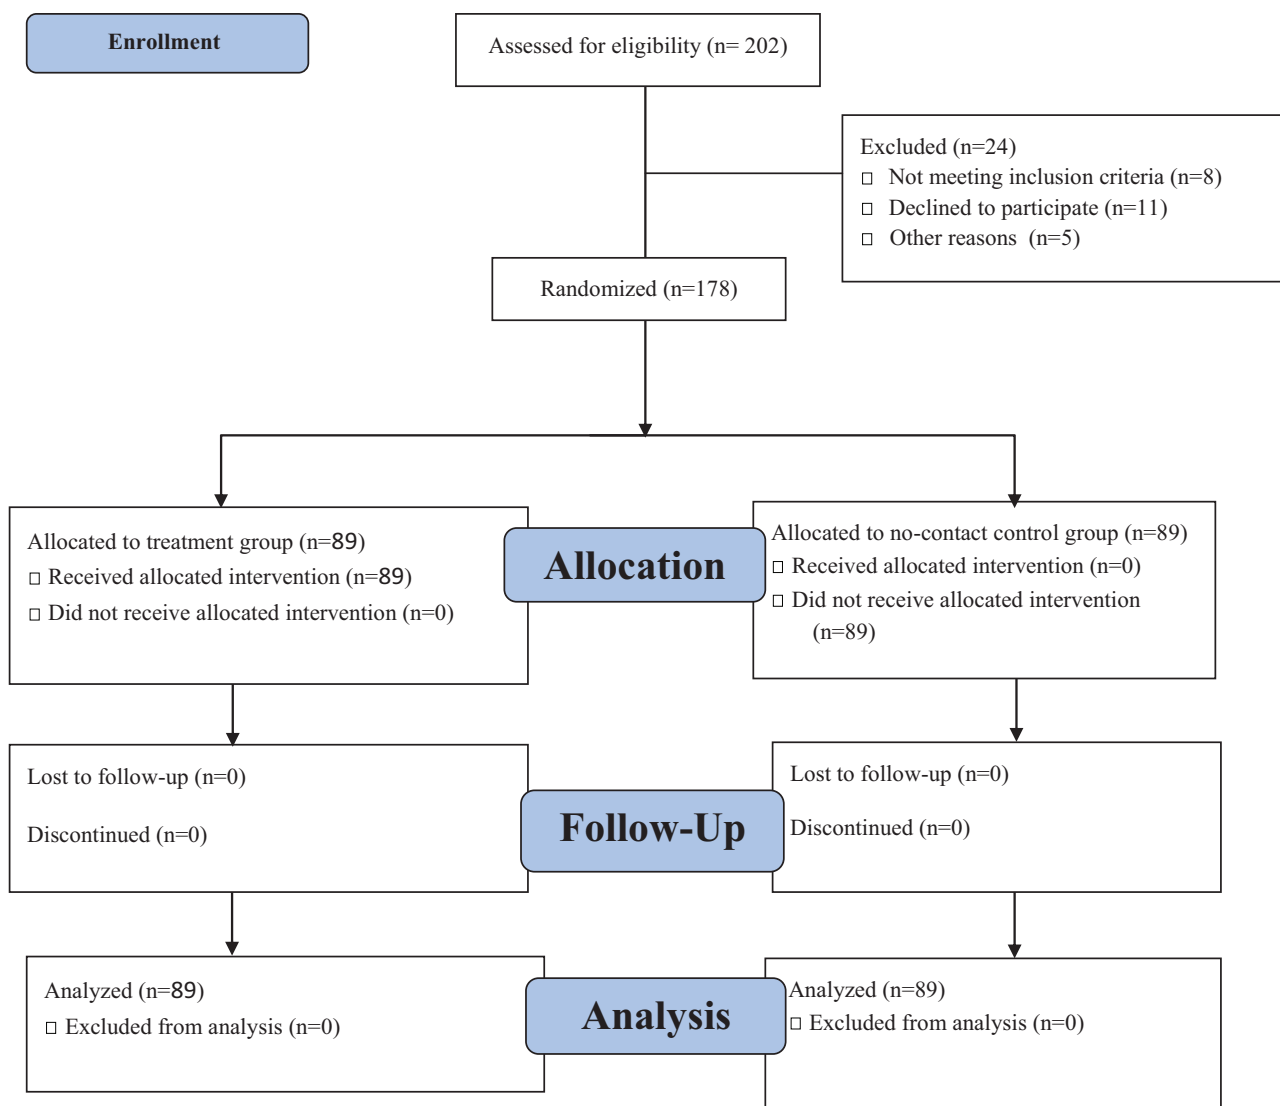 Enrollment
Assessed for eligibility (n= 202)
Excluded (n=24)
□ Not meeting inclusion criteria (n=8)
□ Declined to participate (n=11)
□ Other reasons (n=5)
Randomized (n=178)
Allocation
Allocated to treatment group (n=89)
□ Received allocated intervention (n=89)
□ Did not receive allocated intervention (n=0)
Allocated to no-contact control group (n=89)
□ Received allocated intervention (n=0)
□ Did not receive allocated intervention
(n=89)
Follow-Up
Lost to follow-up (n=0)
Discontinued (n=0)
Lost to follow-up (n=0)
Discontinued (n=0)
Analysis
Analyzed (n=89)
□ Excluded from analysis (n=0)
Analyzed (n=89)
□ Excluded from analysis (n=0)